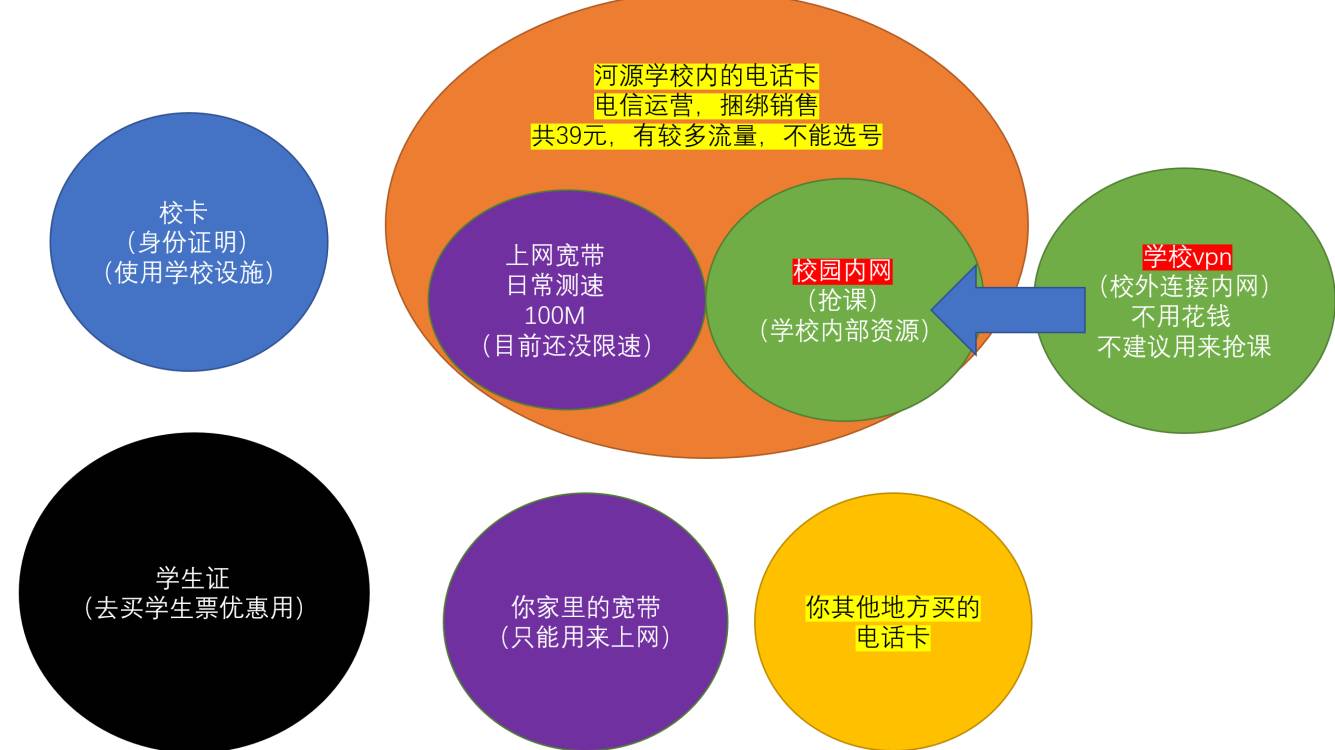 河源学校内的电话卡
电信运营，捆绑销售
共39元，有较多流量，不能选号
校卡
（身份证明）
（使用学校设施）
上网宽带
日常测速
100M
（目前还没限速）
校园内网
（抢课）
（学校内部资源）
学校vpn
（校外连接内网）
不用花钱
不建议用来抢课
学生证
（去买学生票优惠用）
你家里的宽带
（只能用来上网）
你其他地方买的
电话卡